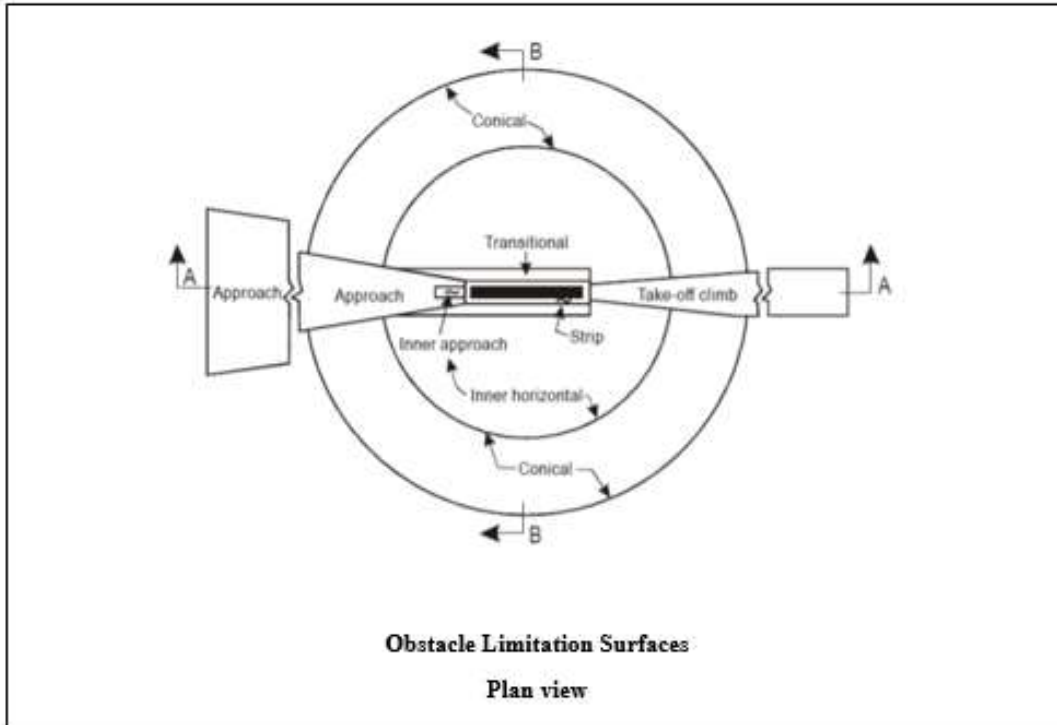 B
Conical
Transitional
A
Approach
Approach
Take-off climb
A
Inner approach
Strip
Inner horizontal
Conical
B
Obstacle Limitation Surfaces
Plan view